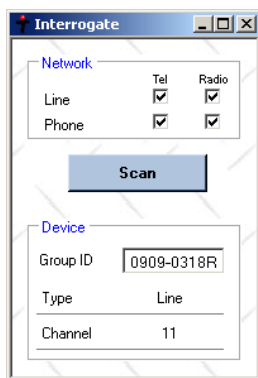 Interrogate
Network
Tel Radio
Line
Phone
Scan
Device
Group ID 0909-0318R
Type Line
Channel 11